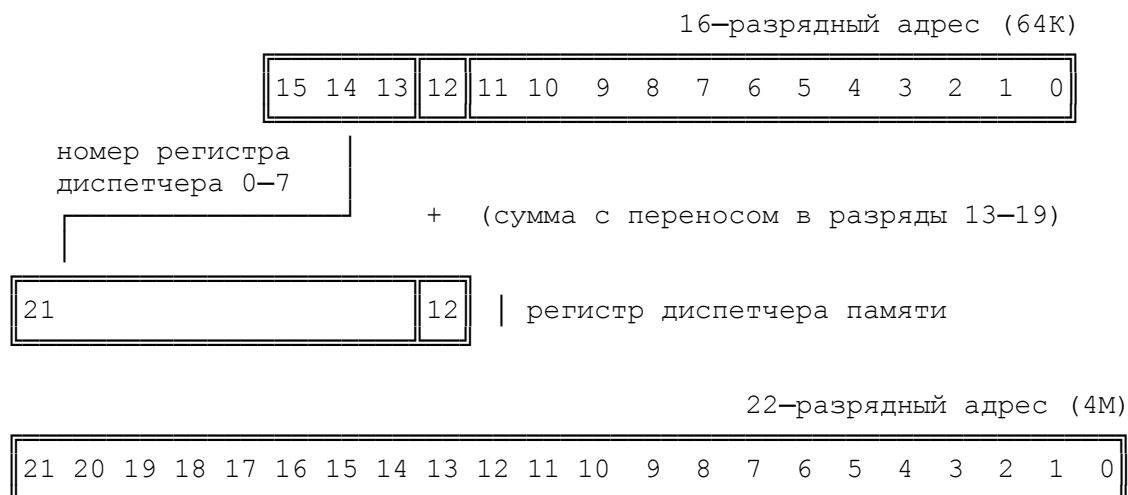 16–разрядный адрес (64К)
15 14 13 12 11 10 9 8 7 6 5 4 3 2 1 0
номер регистра
диспетчера 0–7
+ (сумма с переносом в разряды 13–19)
21 12 | регистр диспетчера памяти
22–разрядный адрес (4М)
21 20 19 18 17 16 15 14 13 12 11 10 9 8 7 6 5 4 3 2 1 0